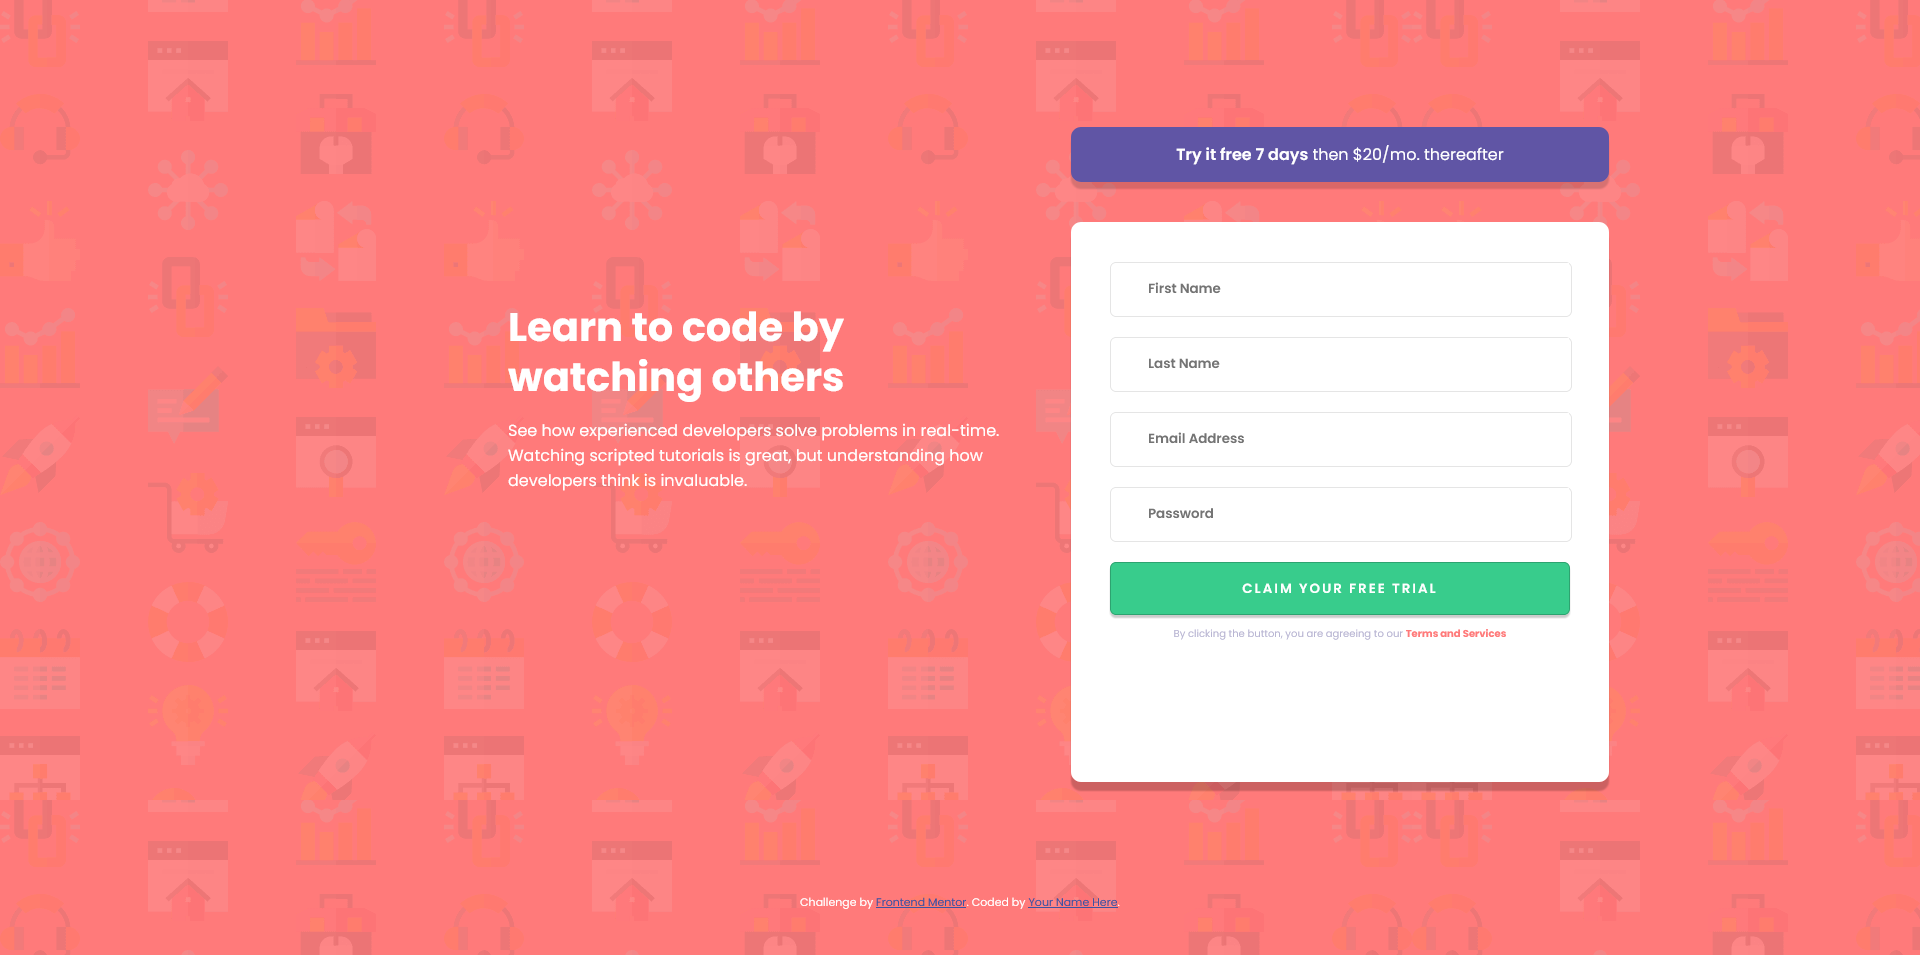 Learn to code by
watching others
See how experienced developers solve problems in real-time.
Watching scripted tutorials is great, but understanding how
developers think is invaluable.
Try it free 7 days then $20/mo. thereafter
First Name
Last Name
Email Address
Password
CLAIM YOUR FREE TRIAL
By clicking the button, you are agreeing to our Terms and Services
Challenge by Frontend Mentor. Coded by Your Name Here.